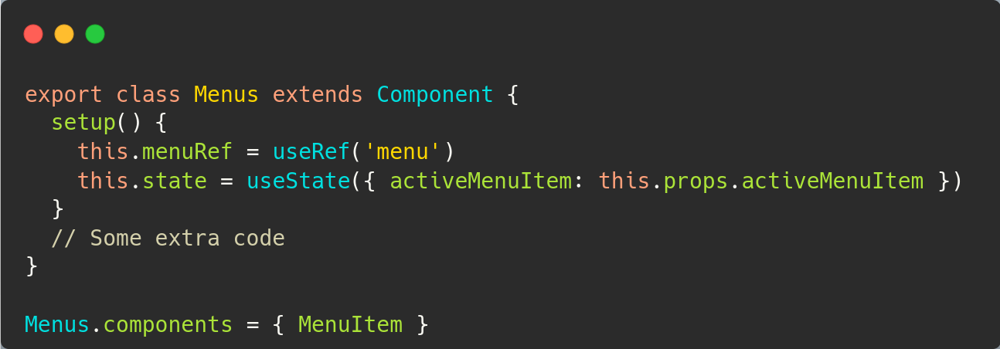 export class Menus extends Component {
  setup() {
    this.menuRef = useRef('menu')
    this.state = useState({ activeMenuItem: this.props.activeMenuItem })
  }
  // Some extra code
}

Menus.components = { MenuItem }